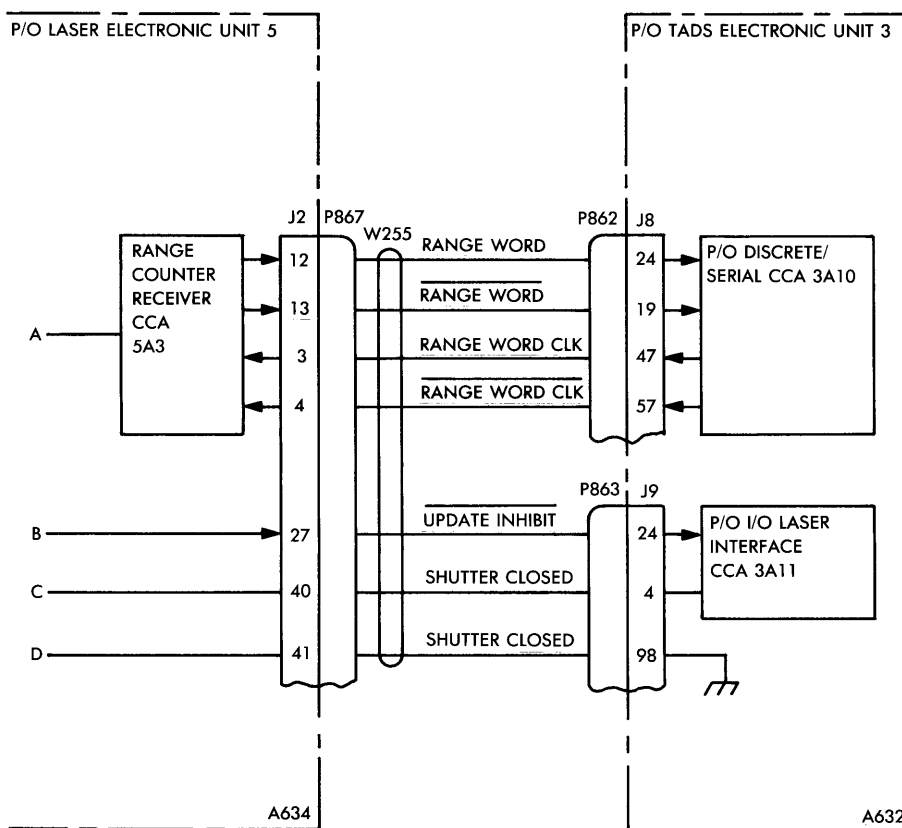 P/O LASER ELECTRONIC UNIT 5
P/O TADS ELECTRONIC UNIT 3
J2 P867
W255
P862 J8
RANGE
COUNTER
RECEIVER
CCA
5A3
A
12
13
3
4
RANGE WORD
RANGE WORD
RANGE WORD CLK
RANGE WORD CLK
24
19
47
57
P/O DISCRETE/
SERIAL CCA 3A10
P863 J9
B
27
UPDATE INHIBIT
24
C
40
SHUTTER CLOSED
4
D
41
SHUTTER CLOSED
98
P/O I/O LASER
INTERFACE
CCA 3A11
A634
A632